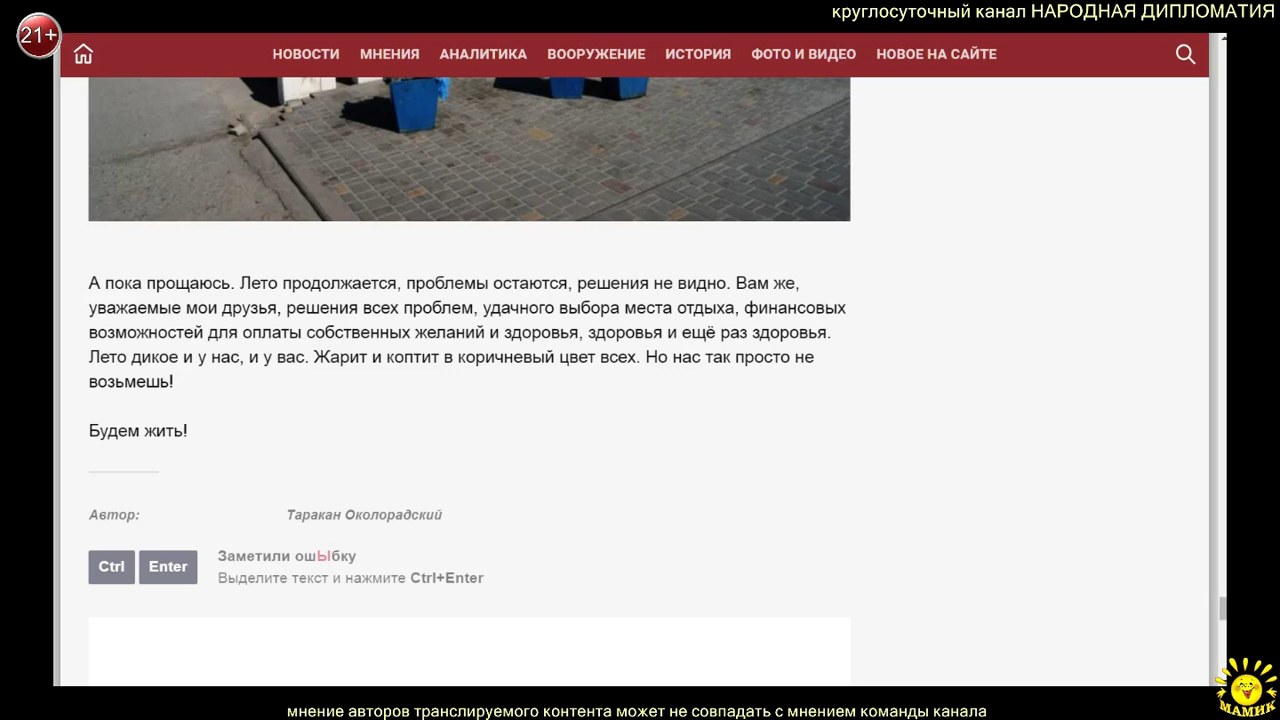 круглосуточный канал НАРОДНАЯ ДИПЛОМАТИЯ
21+
НОВОСТИ МНЕНИЯ АНАЛИТИКА ВООРУЖЕНИЕ ИСТОРИЯ ФОТО И ВИДЕО НОВОЕ НА САЙТЕ
А пока прощаюсь. Лето продолжается, проблемы остаются, решения не видно. Вам же,
уважаемые мои друзья, решения всех проблем, удачного выбора места отдыха, финансовых
возможностей для оплаты собственных желаний и здоровья, здоровья и ещё раз здоровья.
Лето дикое и у нас, и у вас. Жарит и коптит в коричневый цвет всех. Но нас так просто не
возьмешь!
Будем жить!
Автор: Таракан Околорадский
Ctrl Enter
Заметили ошЫбку
Выделите текст и нажмите Ctrl+Enter
МАМИК
мнение авторов транслируемого контента может не совпадать с мнением команды канала